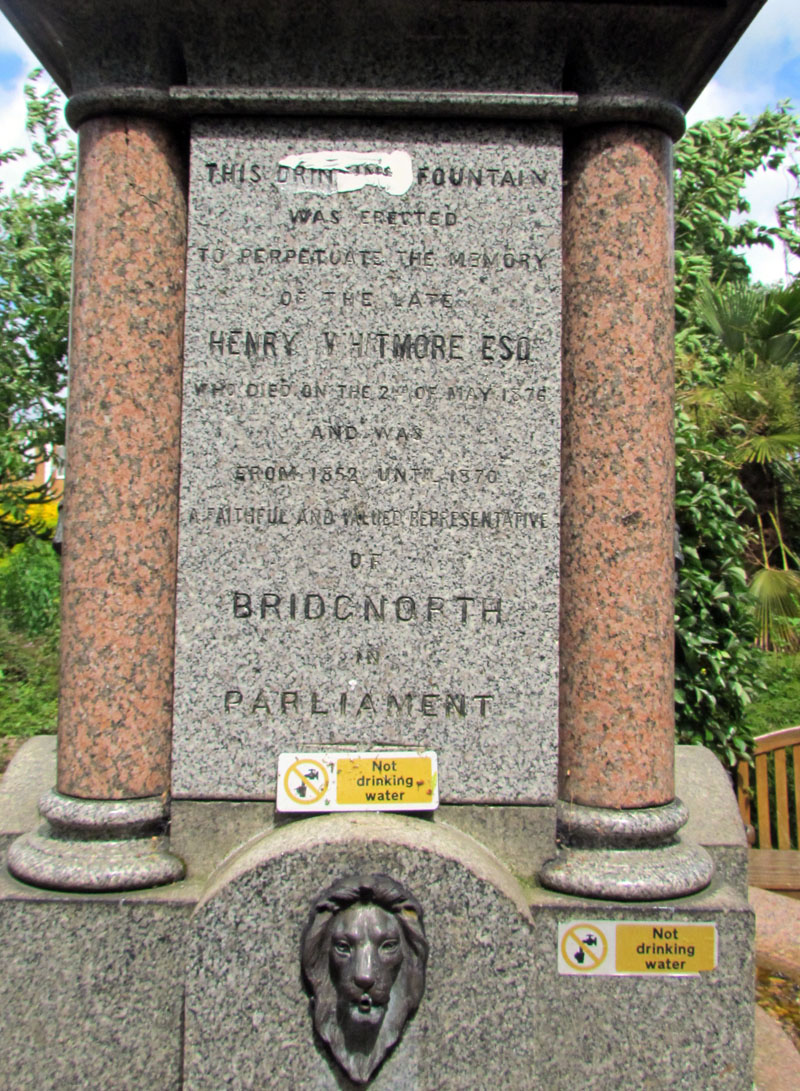 THIS DRINKING FOUNTAIN
WAS ERECTED
TO PERPETUATE THE MEMORY
OF THE LATE
HENRY WHITMORE ESQ.
WHO DIED ON THE 2ND OF MAY 1876
AND WAS
FROM 1852 UNTIL 1870
A FAITHFUL AND VALUED REPRESENTATIVE
OF
BRIDGNORTH
IN
PARLIAMENT
Not
drinking
water
Not
drinking
water